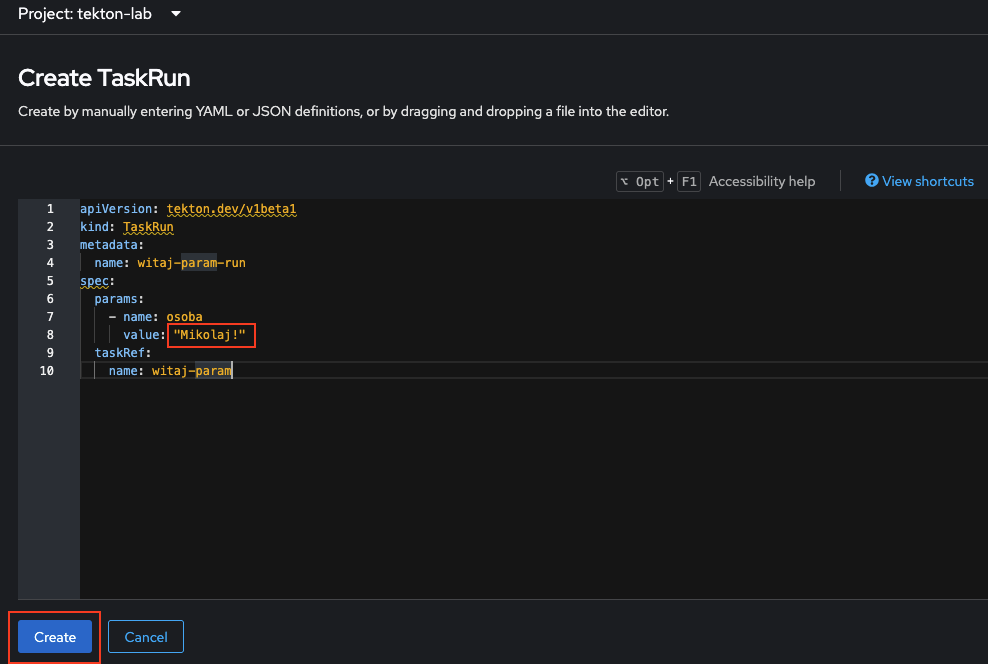 Project: tekton-lab
Create TaskRun
Create by manually entering YAML or JSON definitions, or by dragging and dropping a file into the editor.
⌥ Opt + F1 Accessibility help View shortcuts
1 apiVersion: tekton.dev/v1beta1
2 kind: TaskRun
3 metadata:
4   name: witaj-param-run
5 spec:
6   params:
7     - name: osoba
8       value: "Mikolaj!"
9   taskRef:
10     name: witaj-param
Create Cancel